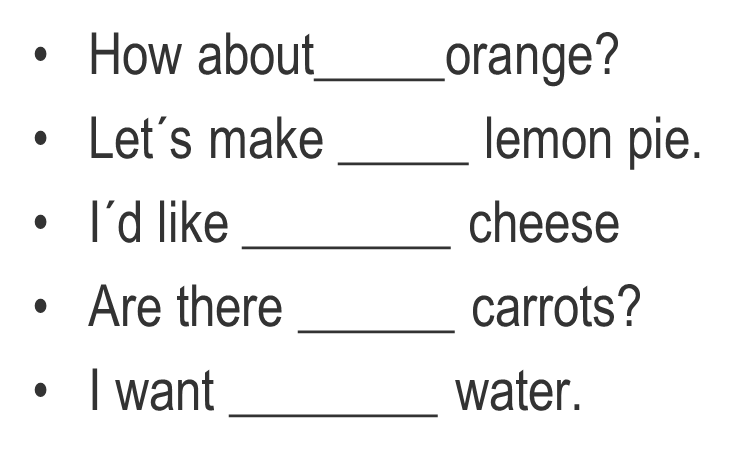 • How about_____orange?
• Let´s make _____ lemon pie.
• I´d like ________ cheese
• Are there ______ carrots?
• I want ________ water.